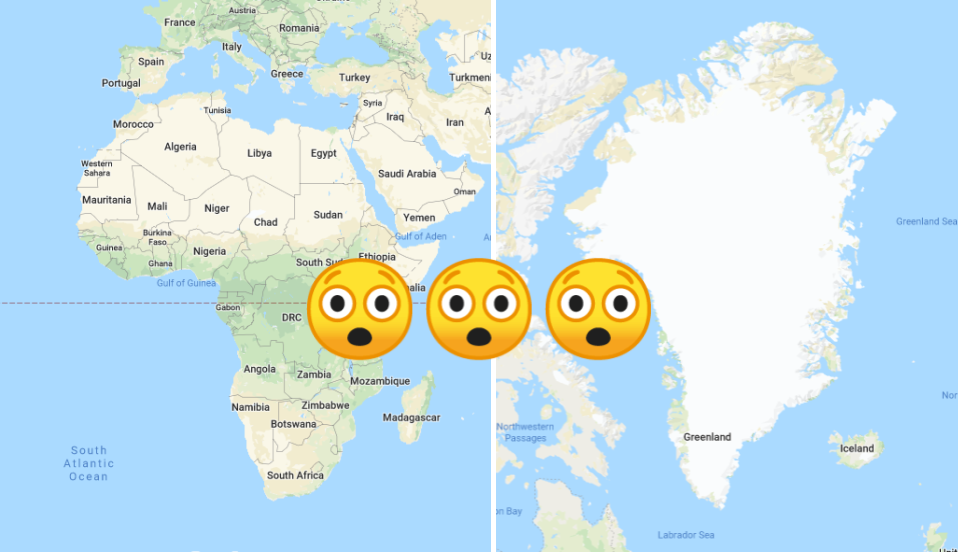 Ukraine
Austria
France
Romania
Italy
Uz
Spain
Greece
Turkey
Turkmeni
Portugal
Syria
A
Tunisia
Iraq
Iran
Morocco
Algeria
Libya
Egypt
Western
Sahara
Saudi Arabia
Oman
Mauritania
Mali
Niger
Chad
Sudan
Yemen
Burkina
Faso
Gulf of Aden
A
Guinea
Nigeria
Ethiopia
Ghana
South Sud
Gulf of Guinea
alia
Gabon
DRC
Angola
Zambia
Mozambique
Namibia
Zimbabwe
Botswana
Madagascar
South
Atlantic
Ocean
South Africa
Greenland Sea
Nor
Northwestern
Passages
Greenland
Iceland
on Bay
Labrador Sea